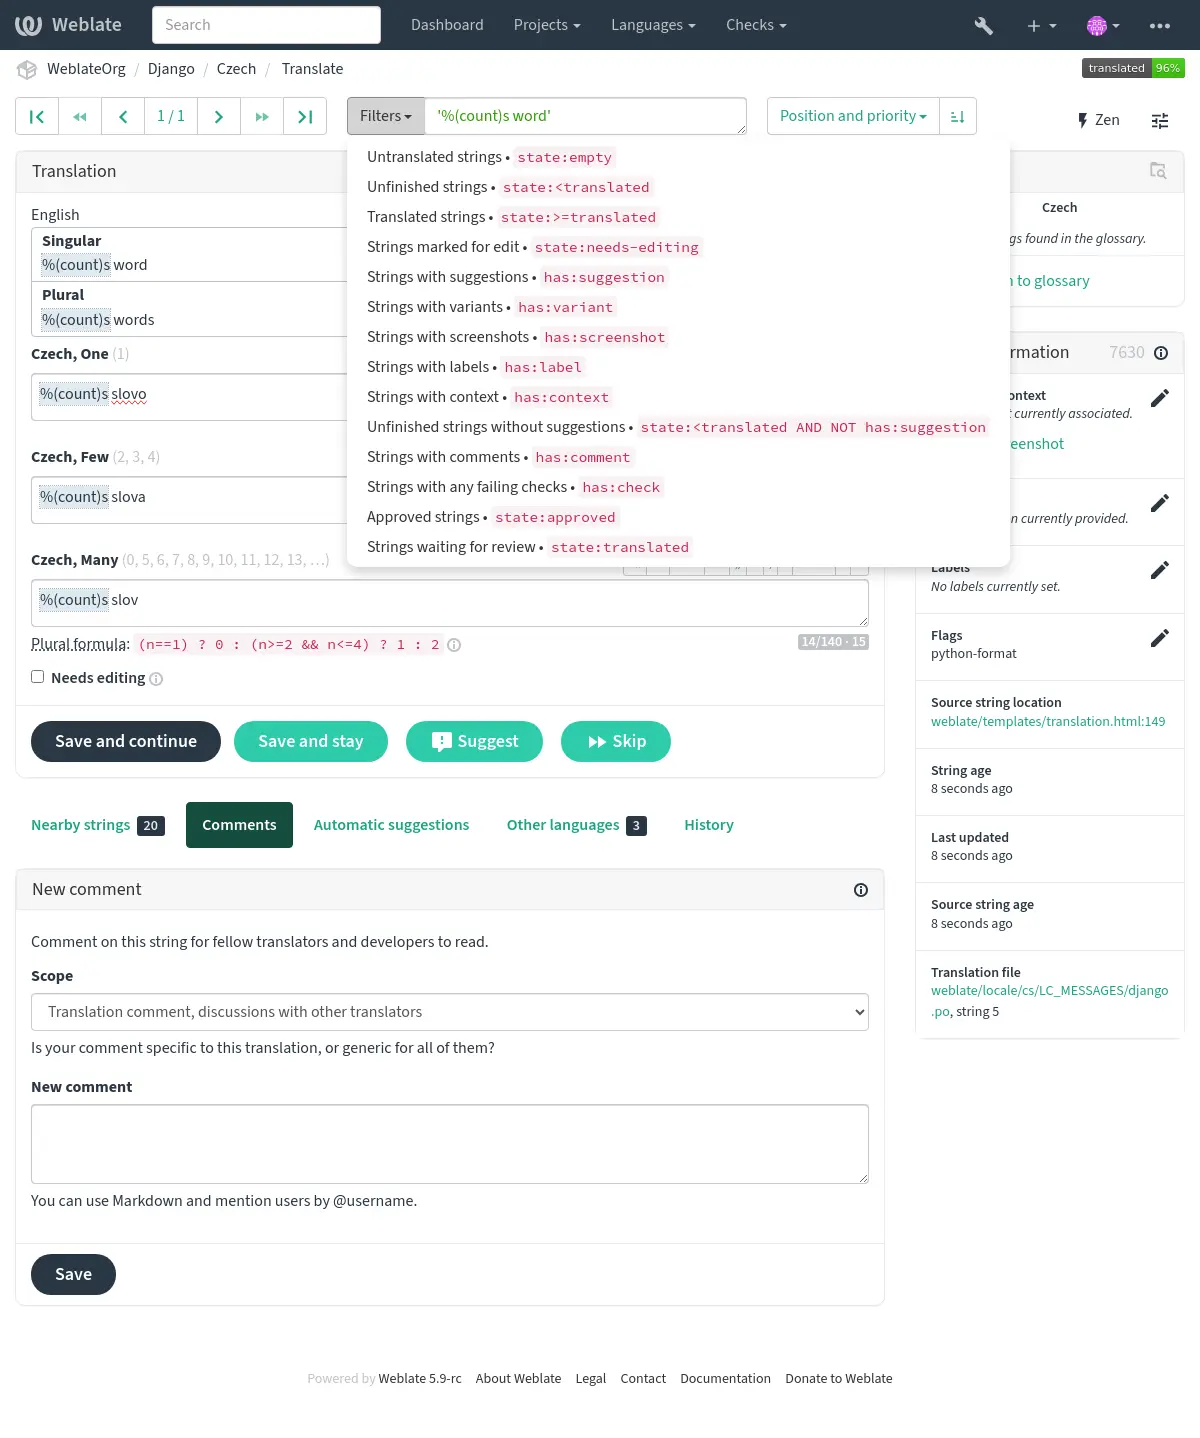 Weblate
Search
Dashboard
Projects
Languages
Checks
WeblateOrg / Django / Czech / Translate
translated 96%
1 / 1
Filters
'%(count)s word'
Position and priority
Zen
Untranslated strings • state:empty
Unfinished strings • state:<translated
Translated strings • state:>=translated
Strings marked for edit • state:needs-editing
Strings with suggestions • has:suggestion
Strings with variants • has:variant
Strings with screenshots • has:screenshot
Strings with labels • has:label
Strings with context • has:context
Unfinished strings without suggestions • state:<translated AND NOT has:suggestion
Strings with comments • has:comment
Strings with any failing checks • has:check
Approved strings • state:approved
Strings waiting for review • state:translated
Translation
English
Singular
%(count)s word
Plural
%(count)s words
Czech, One (1)
%(count)s slovo
Czech, Few (2, 3, 4)
%(count)s slova
Czech, Many (0, 5, 6, 7, 8, 9, 10, 11, 12, 13, …)
%(count)s slov
Plural formula: (n==1) ? 0 : (n>=2 && n<=4) ? 1 : 2
14/140 · 15
Needs editing
Save and continue
Save and stay
Suggest
Skip
Nearby strings 20
Comments
Automatic suggestions
Other languages 3
History
New comment
Comment on this string for fellow translators and developers to read.
Scope
Translation comment, discussions with other translators
Is your comment specific to this translation, or generic for all of them?
New comment
You can use Markdown and mention users by @username.
Save
Czech
found in the glossary.
to glossary
7630
currently associated.
currently provided.
Labels
No labels currently set.
Flags
python-format
Source string location
weblate/templates/translation.html:149
String age
8 seconds ago
Last updated
8 seconds ago
Source string age
8 seconds ago
Translation file
weblate/locale/cs/LC_MESSAGES/django
.po, string 5
Powered by Weblate 5.9-rc
About Weblate
Legal
Contact
Documentation
Donate to Weblate